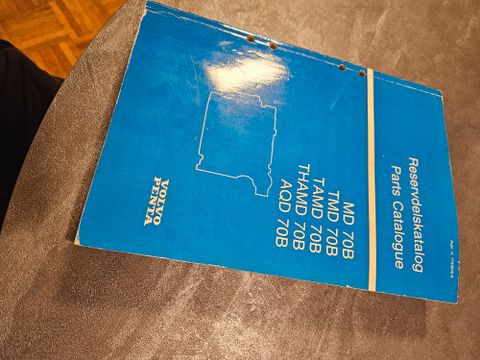 Reservdelskatalog
Parts Catalogue
MD 70B
TMD 70B
TAMD 70B
THAMD 70B
AQD 70B
VOLVO
PENTA